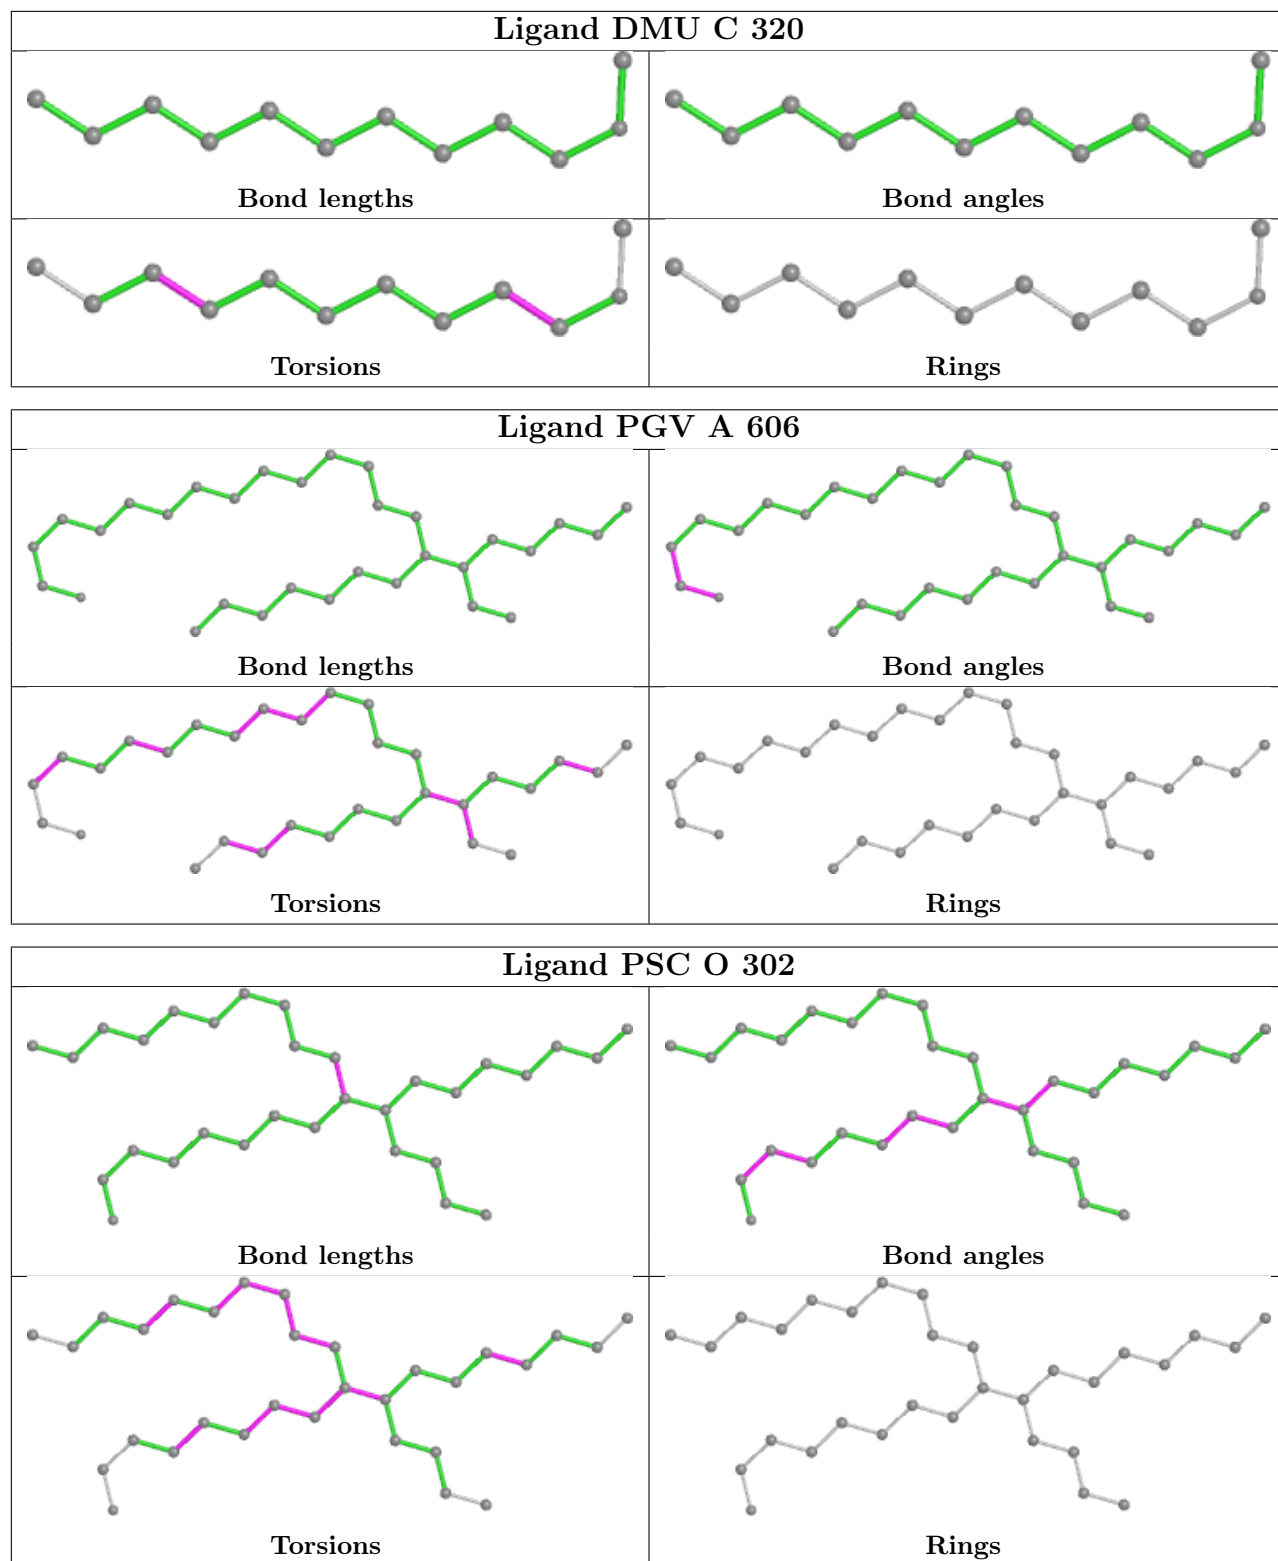 Ligand DMU C 320
Bond lengths Bond angles
Torsions Rings
Ligand PGV A 606
Bond lengths Bond angles
Torsions Rings
Ligand PSC O 302
Bond lengths Bond angles
Torsions Rings